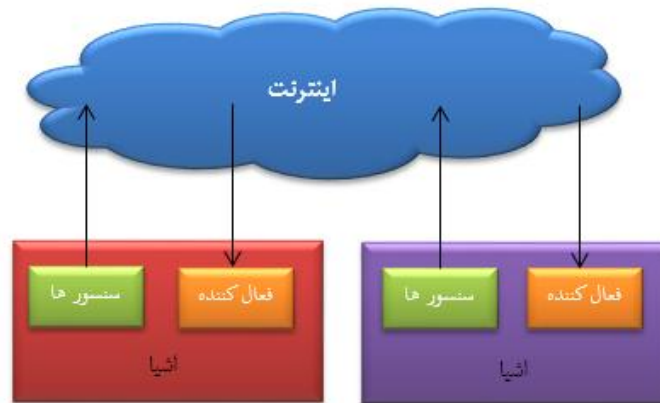 اینترنت
سنسور ها
فعال کننده
اشیا
سنسور ها
فعال کننده
اشیا